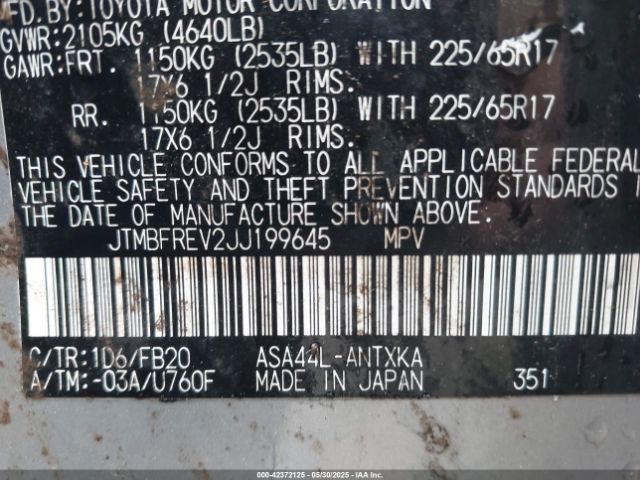 MFD.BY:TOYOTA MOTOR CORPORATION
GVWR:2105KG (4640LB)
GAWR:FRT. 1150KG (2535LB) WITH 225/65R17
17X6 1/2J RIMS.
RR. 1150KG (2535LB) WITH 225/65R17
17X6 1/2J RIMS.
THIS VEHICLE CONFORMS TO ALL APPLICABLE FEDERAL
VEHICLE SAFETY AND THEFT PREVENTION STANDARDS
THE DATE OF MANUFACTURE SHOWN ABOVE.
JTMBFREV2JJ199645 MPV
C/TR:1D6/FB20 ASA44L-ANTXKA
A/TM:-03A/U760F MADE IN JAPAN 351
000-42372125 - 05/30/2025 - IAAI.COM